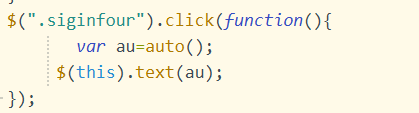 $(".siginfour").click(function(){
var au=auto();
$(this).text(au);
});